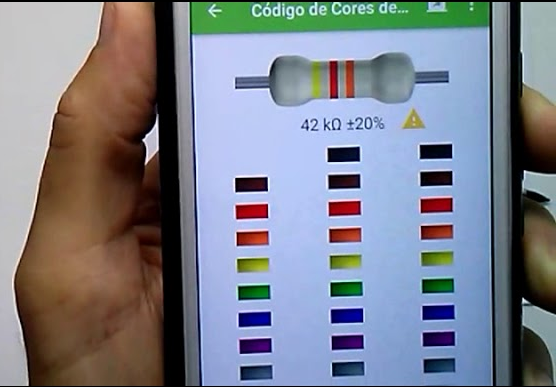 Código de Cores de...
42 kΩ ±20%